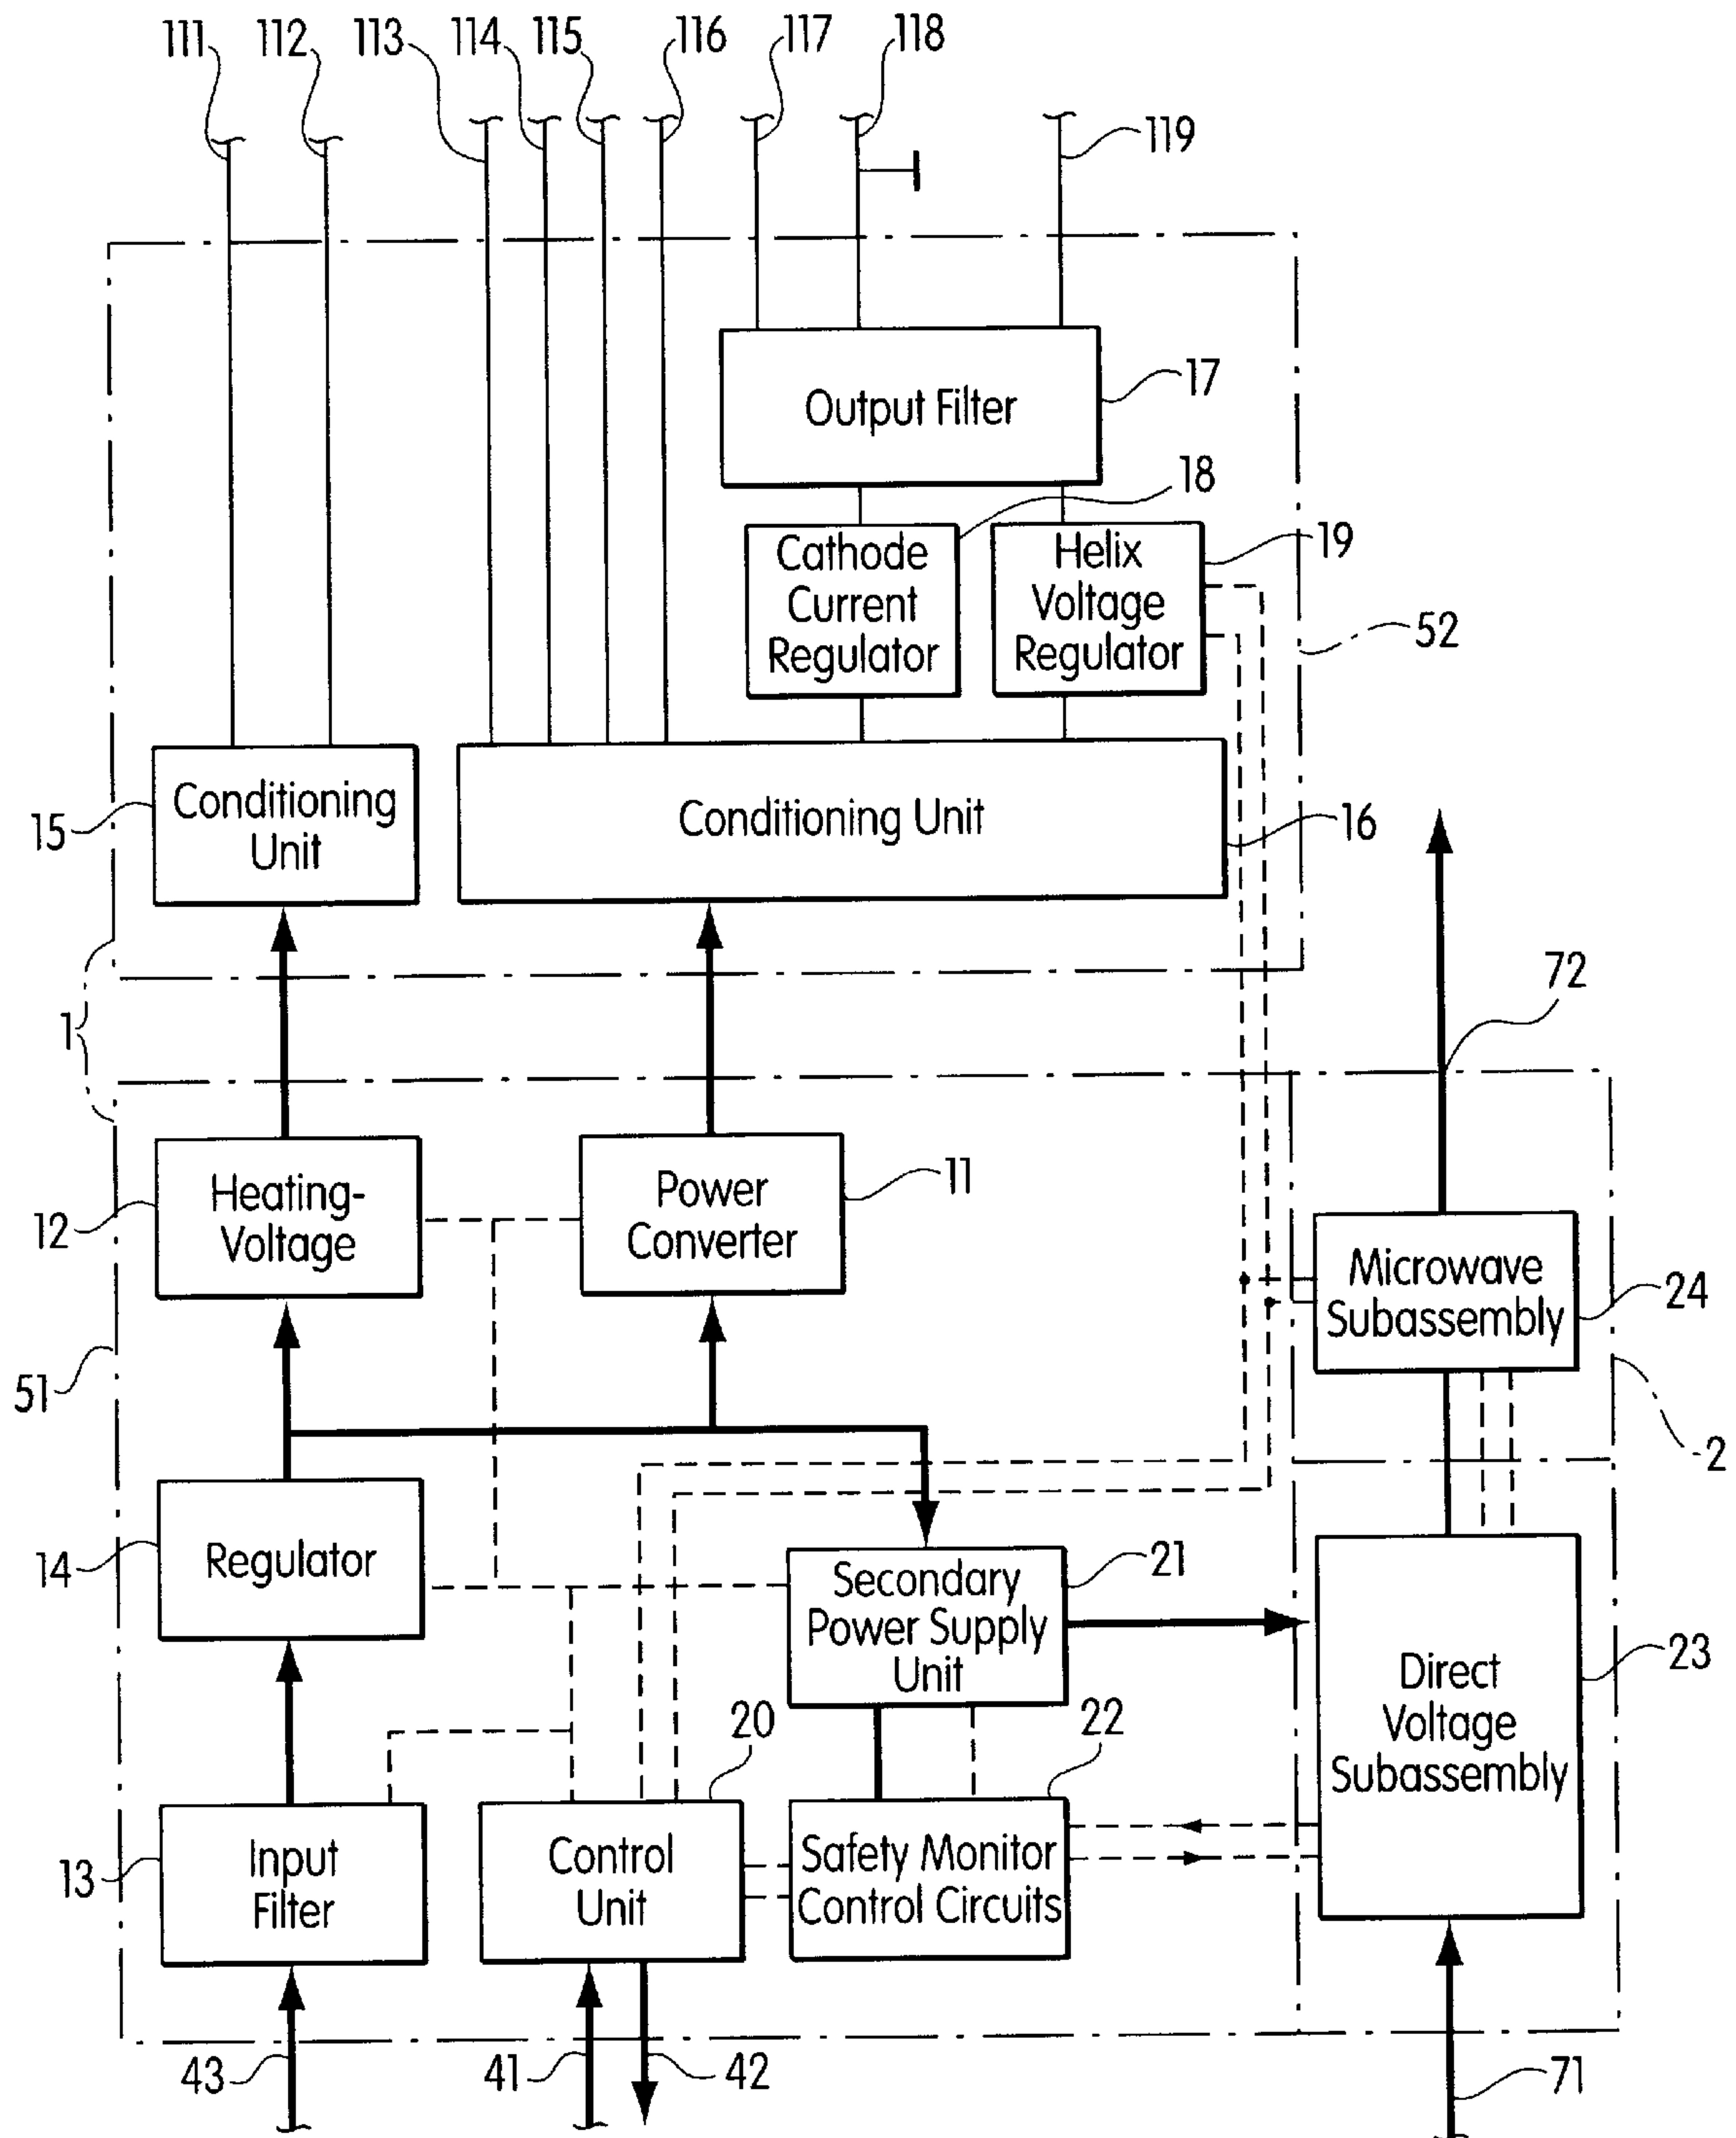 111
112
113
114
115
116
117
118
119
Output Filter
17
18
Cathode
Current
Regulator
Helix
Voltage
Regulator
19
52
15
Conditioning
Unit
Conditioning Unit
16
1
72
12
Heating-
Voltage
Power
Converter
11
Microwave
Subassembly
24
51
2
14
Regulator
Secondary
Power Supply
Unit
21
Direct
Voltage
Subassembly
23
20
22
13
Input
Filter
Control
Unit
Safety Monitor
Control Circuits
43
41
42
71